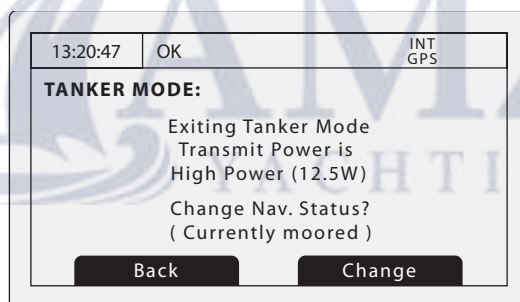 13:20:47 OK INT
GPS
TANKER MODE:
Exiting Tanker Mode
Transmit Power is
High Power (12.5W)
Change Nav. Status?
( Currently moored )
Back Change